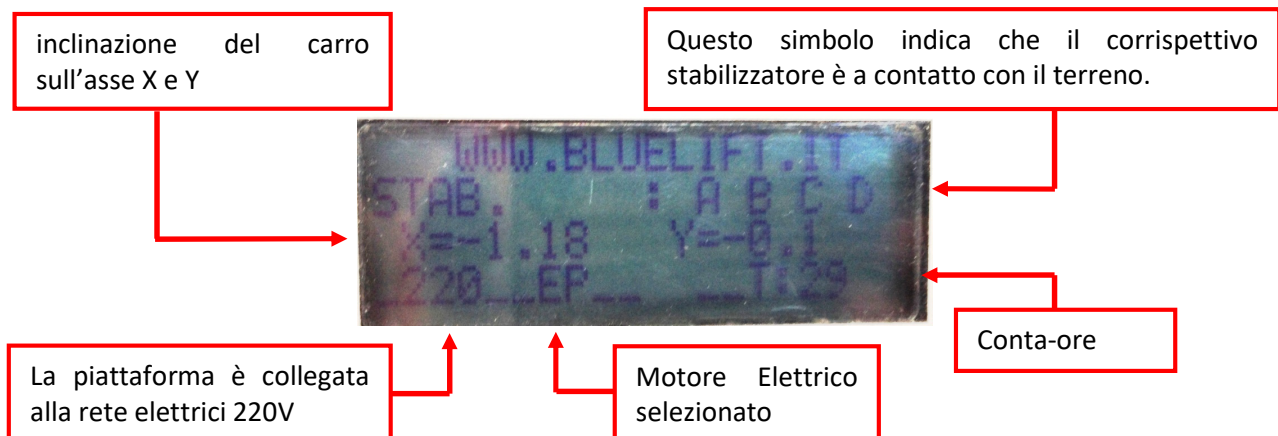 inclinazione del carro
sull'asse X e Y
Questo simbolo indica che il corrispettivo
stabilizzatore è a contatto con il terreno.
WWW.BLUELIFT.IT
STAB. : A B C D
X=-1.18 Y=-0.1
_220__EP__ __T:29
Conta-ore
La piattaforma è collegata
alla rete elettrici 220V
Motore Elettrico
selezionato